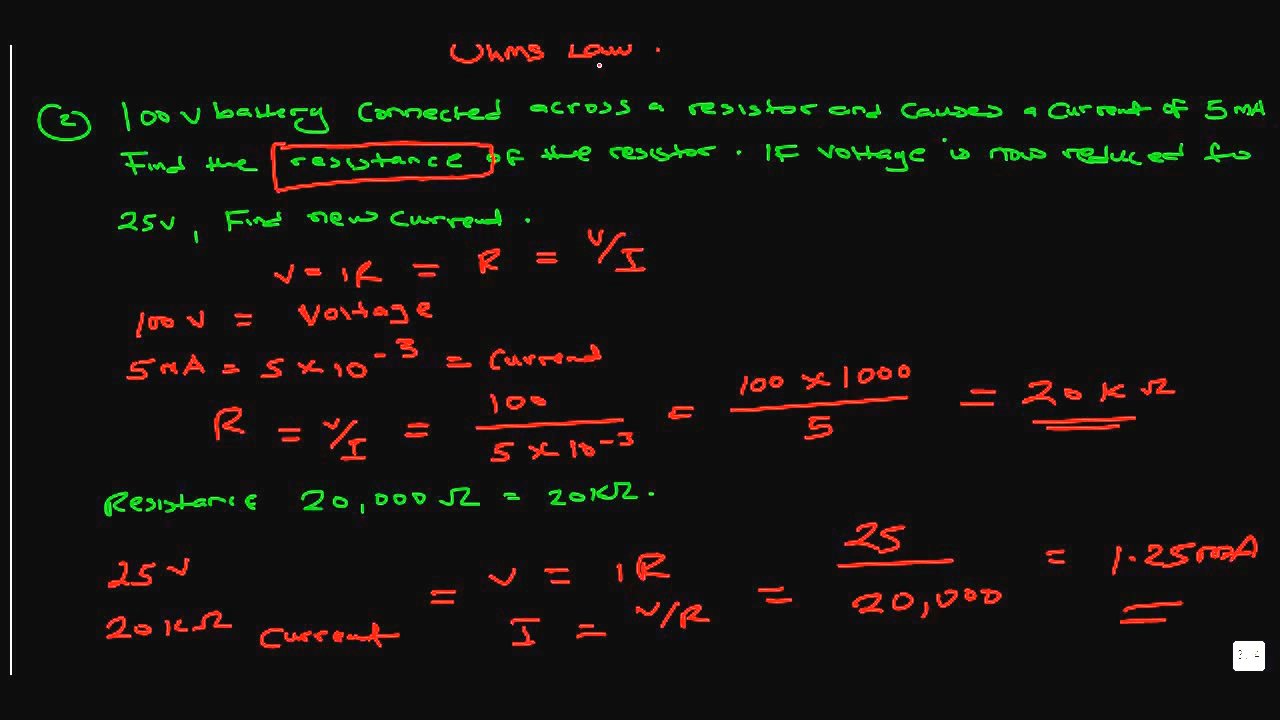 Ohms Law.
② 100V battery connected across a resistor and causes a current of 5mA
Find the resistance of the resistor. IF voltage is now reduced to
25V, Find new current.
V = IR = R = V/I
100 V = Voltage
5mA = 5 × 10⁻³ = Current
R = V/I = 100 / 5 × 10⁻³ = 100 × 1000 / 5 = 20 k Ω
Resistance 20,000 Ω = 20kΩ.
25 V
20kΩ Current = V = IR
I = V/R = 25 / 20,000 = 1.25mA